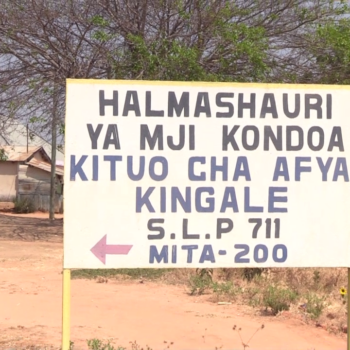 HALMASHAURI
YA MJI KONDOA
KITUO CHA AFYA
KINGALE
S.L.P 711
MITA-200